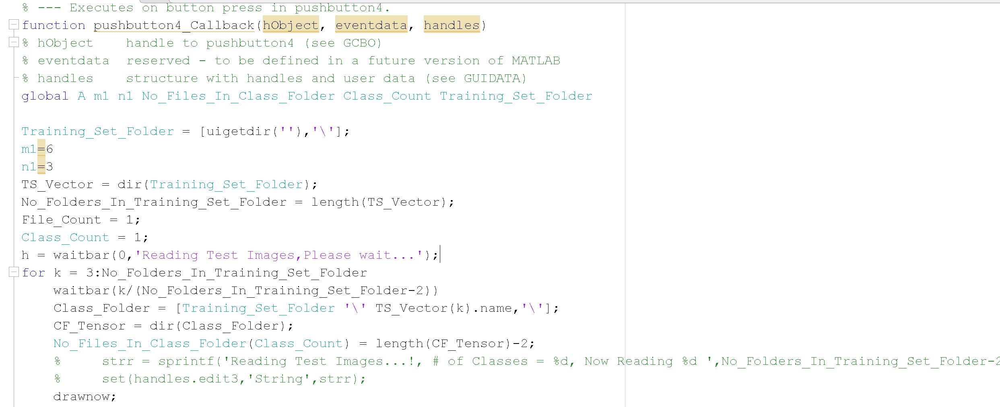 % --- Executes on button press in pushbutton4.
function pushbutton4_Callback(hObject, eventdata, handles)
% hObject    handle to pushbutton4 (see GCBO)
% eventdata  reserved - to be defined in a future version of MATLAB
% handles    structure with handles and user data (see GUIDATA)
global A m1 n1 No_Files_In_Class_Folder Class_Count Training_Set_Folder

Training_Set_Folder = [uigetdir(''),'\'];
m1=6
n1=3
TS_Vector = dir(Training_Set_Folder);
No_Folders_In_Training_Set_Folder = length(TS_Vector);
File_Count = 1;
Class_Count = 1;
h = waitbar(0,'Reading Test Images,Please wait...');
for k = 3:No_Folders_In_Training_Set_Folder
    waitbar(k/(No_Folders_In_Training_Set_Folder-2))
    Class_Folder = [Training_Set_Folder '\' TS_Vector(k).name,'\'];
    CF_Tensor = dir(Class_Folder);
    No_Files_In_Class_Folder(Class_Count) = length(CF_Tensor)-2;
    %     strr = sprintf('Reading Test Images...!, # of Classes = %d, Now Reading %d ',No_Folders_In_Training_Set_Folder-2
    %     set(handles.edit3,'String',strr);
    drawnow;